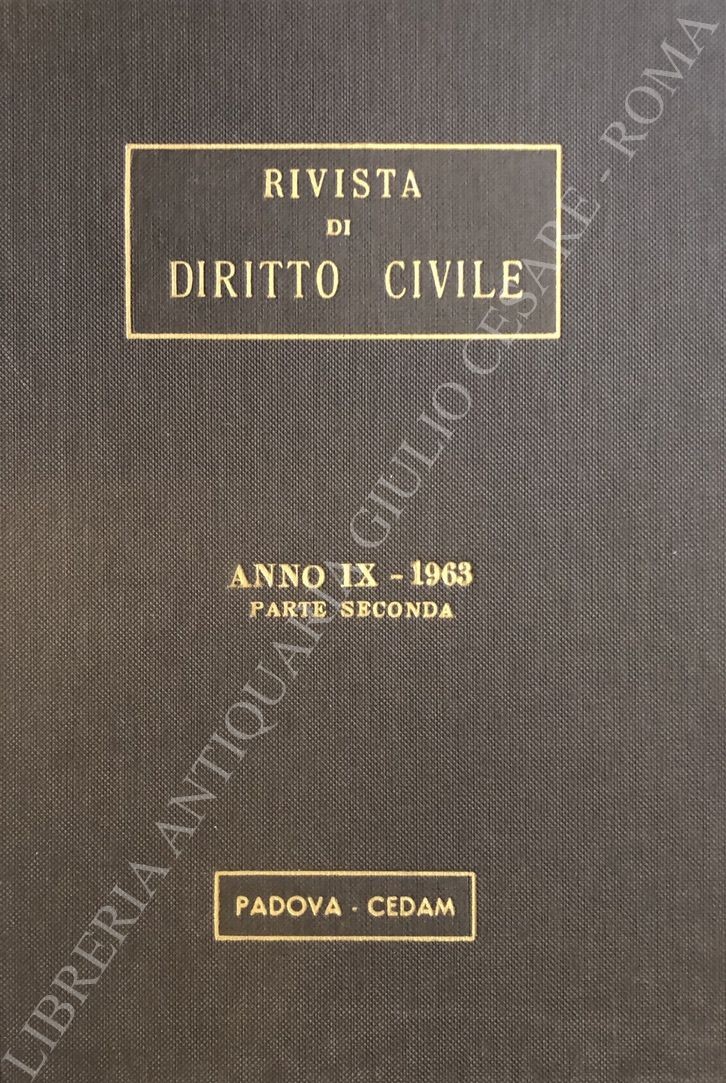 RIVISTA
DI
DIRITTO CIVILE
ANNO IX - 1963
PARTE SECONDA
PADOVA - CEDAM
LIBRERIA ANTIQUARIA GIULIO CESARE - ROMA